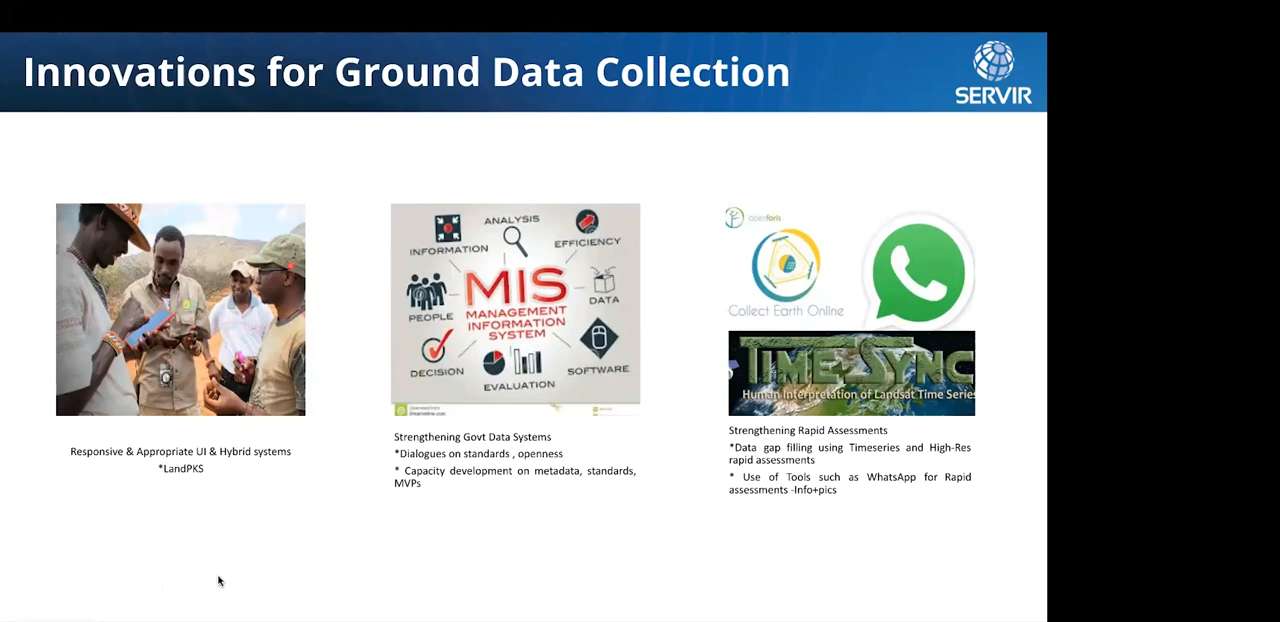 Innovations for Ground Data Collection
SERVIR
Responsive & Appropriate UI & Hybrid systems
*LandPKS
ANALYSIS
INFORMATION
EFFICIENCY
PEOPLE
MIS
MANAGEMENT
INFORMATION
SYSTEM
DATA
DECISION
EVALUATION
SOFTWARE
Strengthening Govt Data Systems
*Dialogues on standards , openness
* Capacity development on metadata, standards,
MVPs
openforis
Collect Earth Online
TIMESYNC
Human Interpretation of Landsat Time Series
Strengthening Rapid Assessments
*Data gap filling using Timeseries and High-Res
rapid assessments
* Use of Tools such as WhatsApp for Rapid
assessments -Info+pics